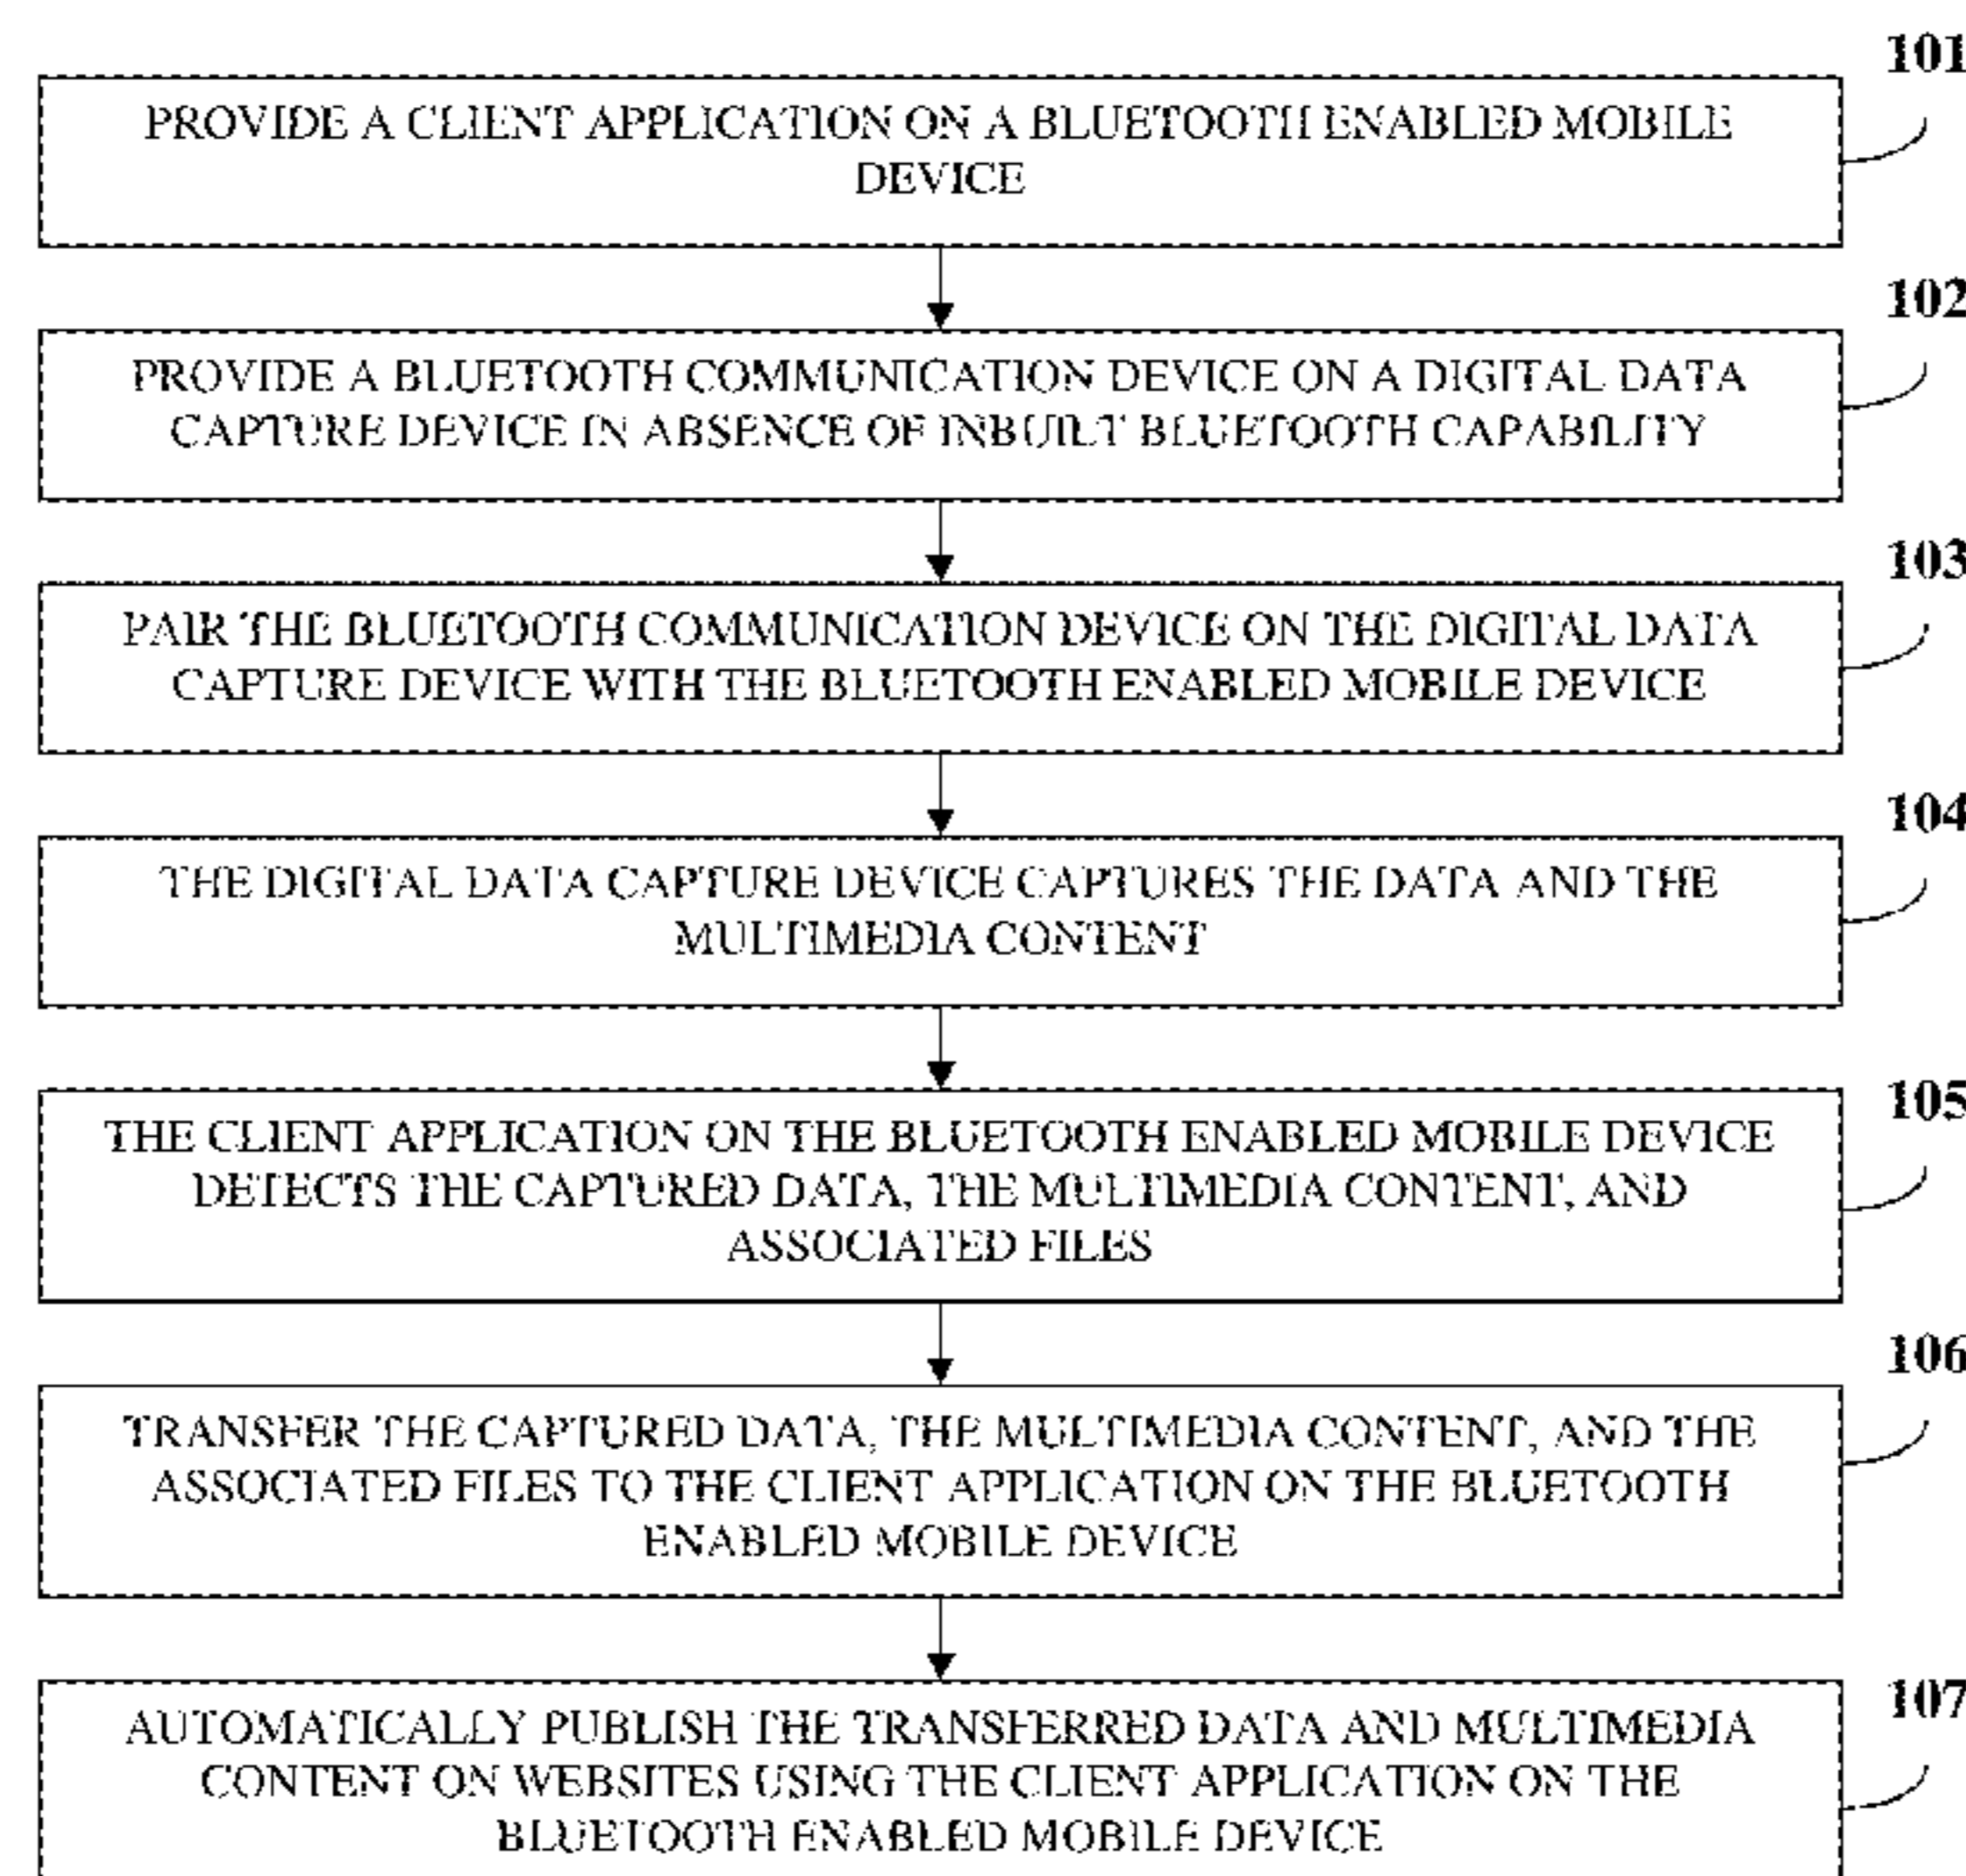 101
PROVIDE A CLIENT APPLICATION ON A BLUETOOTH ENABLED MOBILE
DEVICE
102
PROVIDE A BLUETOOTH COMMUNICATION DEVICE ON A DIGITAL DATA
CAPTURE DEVICE IN ABSENCE OF INBUILT BLUETOOTH CAPABILITY
103
PAIR THE BLUETOOTH COMMUNICATION DEVICE ON THE DIGITAL DATA
CAPTURE DEVICE WITH THE BLUETOOTH ENABLED MOBILE DEVICE
104
THE DIGITAL DATA CAPTURE DEVICE CAPTURES THE DATA AND THE
MULTIMEDIA CONTENT
105
THE CLIENT APPLICATION ON THE BLUETOOTH ENABLED MOBILE DEVICE
DETECTS THE CAPTURED DATA, THE MULTIMEDIA CONTENT, AND
ASSOCIATED FILES
106
TRANSFER THE CAPTURED DATA, THE MULTIMEDIA CONTENT, AND THE
ASSOCIATED FILES TO THE CLIENT APPLICATION ON THE BLUETOOTH
ENABLED MOBILE DEVICE
107
AUTOMATICALLY PUBLISH THE TRANSFERRED DATA AND MULTIMEDIA
CONTENT ON WEBSITES USING THE CLIENT APPLICATION ON THE
BLUETOOTH ENABLED MOBILE DEVICE